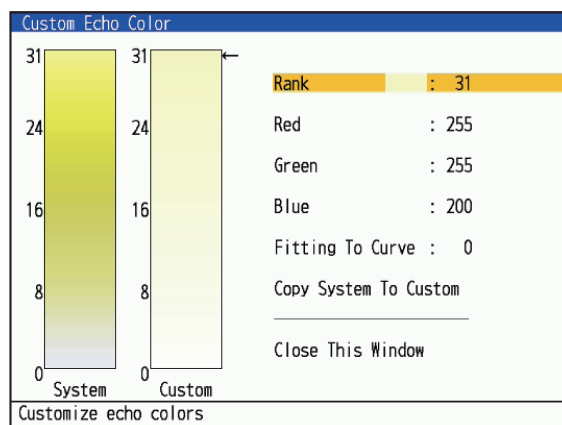 Custom Echo Color
31
31
←
24
24
16
16
8
8
0
0
System
Custom
Rank : 31
Red : 255
Green : 255
Blue : 200
Fitting To Curve : 0
Copy System To Custom
Close This Window
Customize echo colors